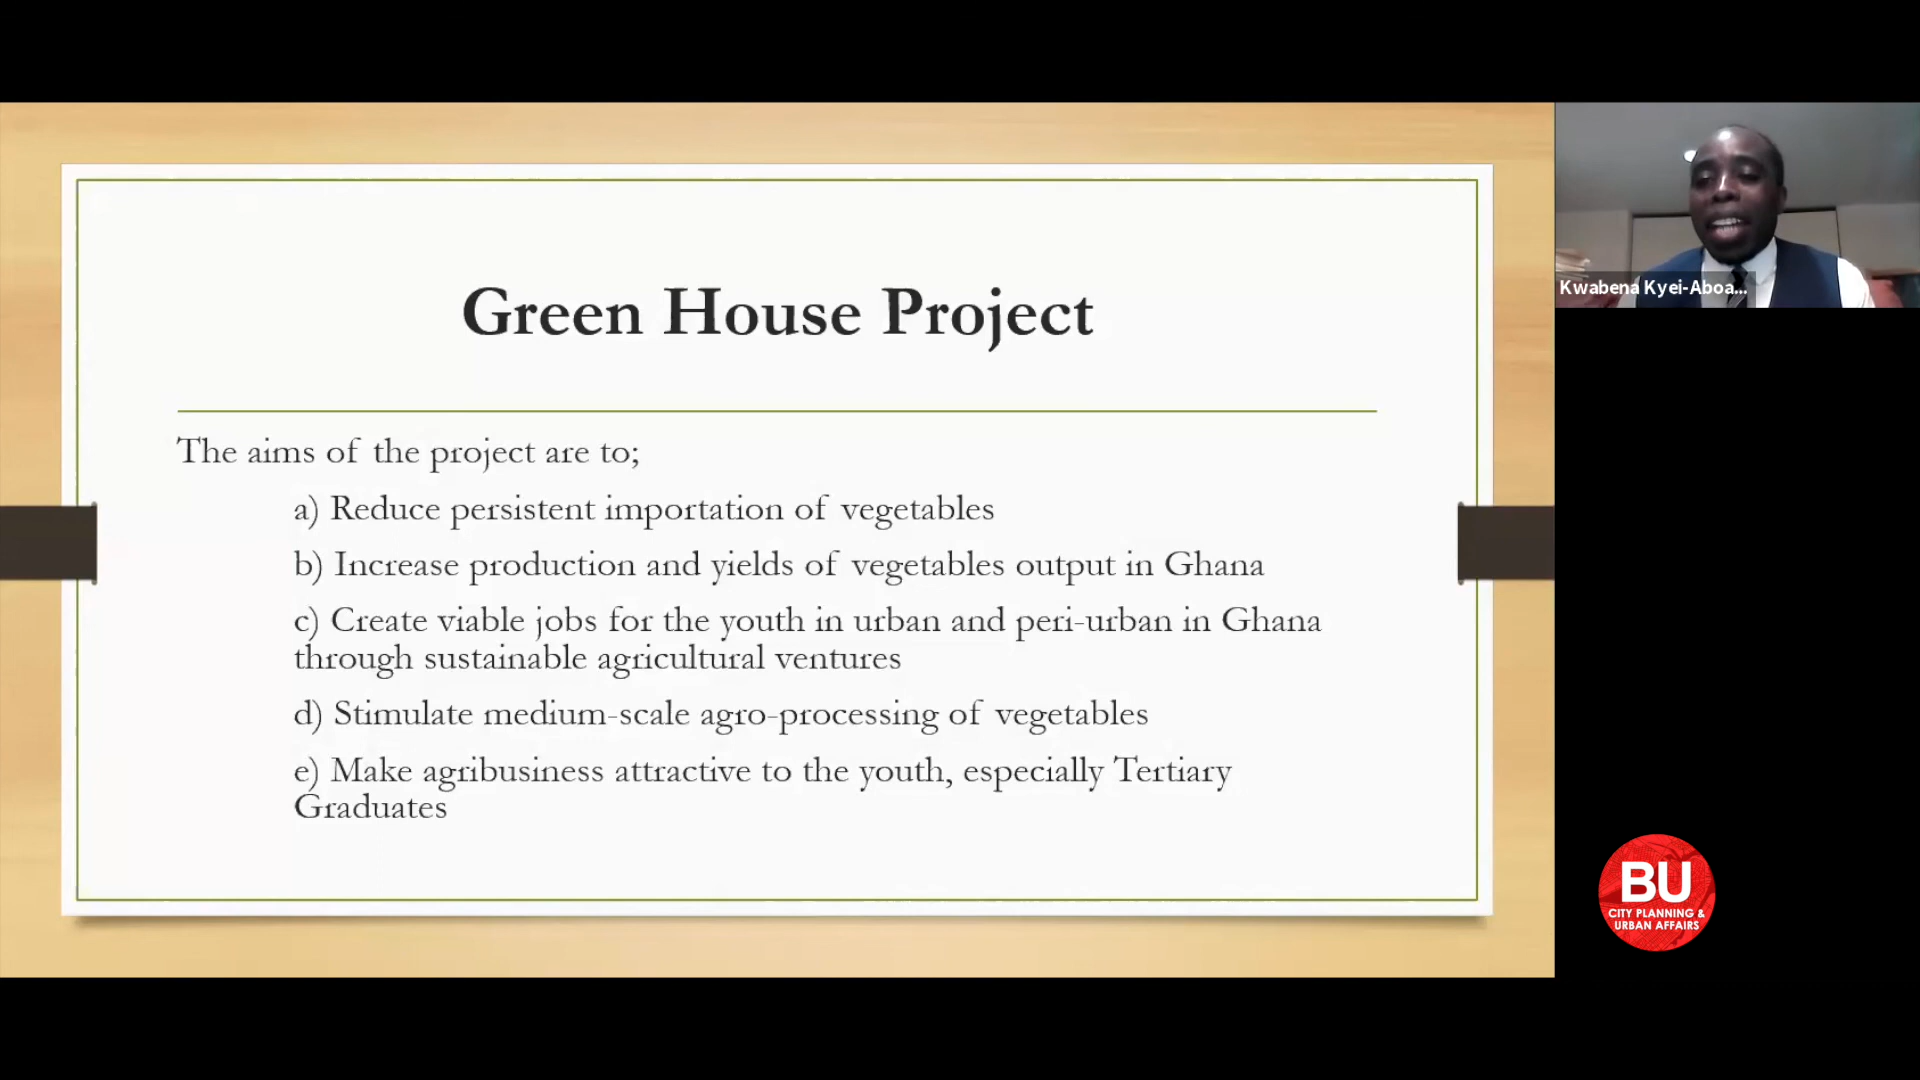 Green House Project
The aims of the project are to;
a) Reduce persistent importation of vegetables
b) Increase production and yields of vegetables output in Ghana
c) Create viable jobs for the youth in urban and peri-urban in Ghana
through sustainable agricultural ventures
d) Stimulate medium-scale agro-processing of vegetables
e) Make agribusiness attractive to the youth, especially Tertiary
Graduates
Kwabena Kyei-Aboa...
BU
CITY PLANNING &
URBAN AFFAIRS